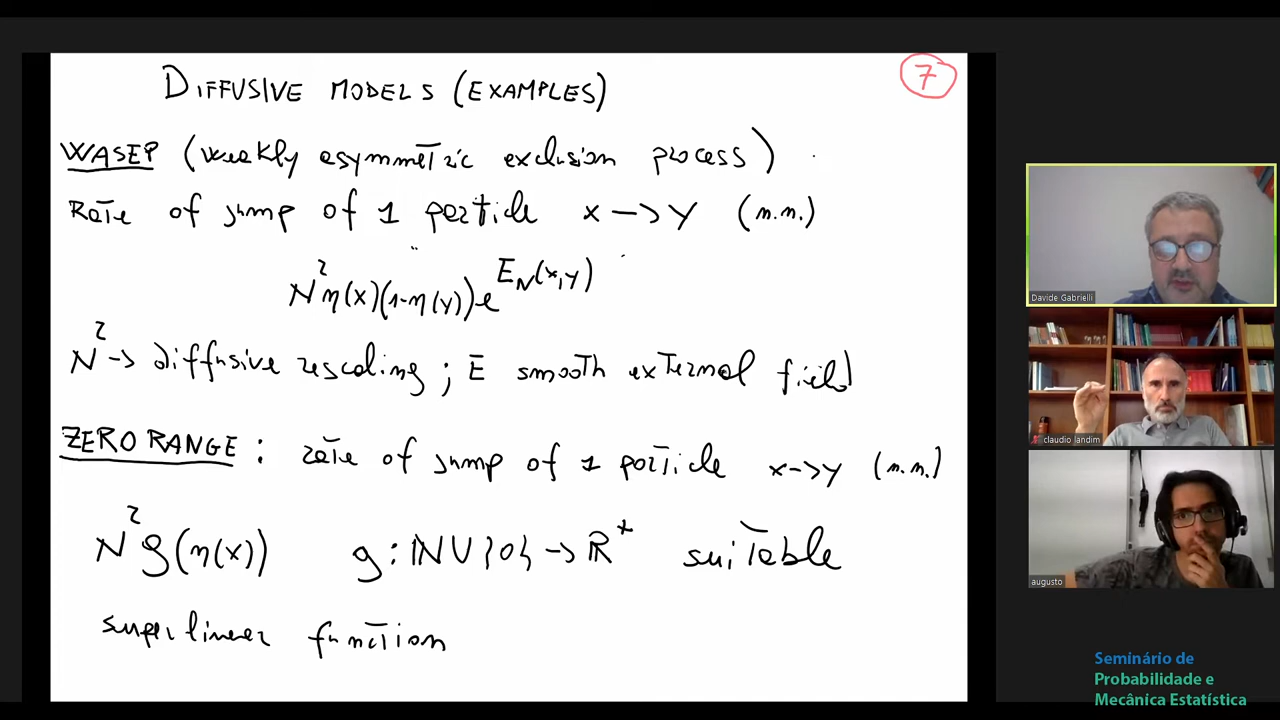 DIFFUSIVE MODELS (EXAMPLES)
7
WASEP (weekly asymmetric exclusion process)
Rate of jump of 1 particle x → y (n.n.)
N²η(x)(1-η(y))e^{E_N(x,y)}
N² → diffusive rescaling ; E smooth external field
ZERO RANGE : rate of jump of 1 particle x → y (n.n.)
N²g(η(x)) g : ℕ∪{0} → ℝ⁺ suitable
superlinear function
Davide Gabrielli
claudio landim
augusto
Seminário de
Probabilidade e
Mecânica Estatística